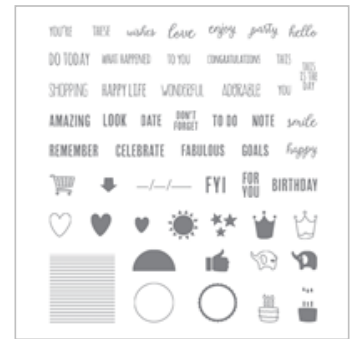 YOU'RE THESE wishes love enjoy party hello
DO TODAY WHAT HAPPENED TO YOU CONGRATULATIONS THIS
THIS
IS THE
DAY
SHOPPING HAPPY LIFE WONDERFUL ADORABLE YOU
AMAZING LOOK DATE DON'T FORGET TO DO NOTE smile
REMEMBER CELEBRATE FABULOUS GOALS happy
—/—/— FYI FOR YOU BIRTHDAY